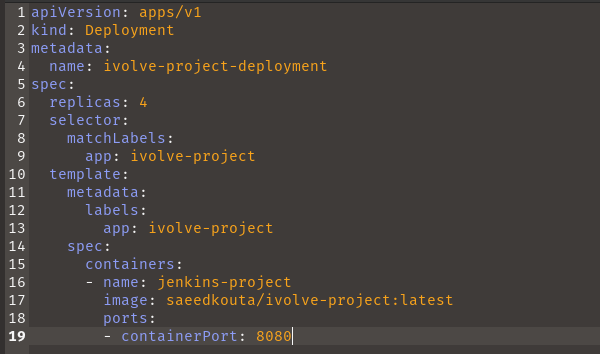 1 apiVersion: apps/v1
2 kind: Deployment
3 metadata:
4   name: ivolve-project-deployment
5 spec:
6   replicas: 4
7   selector:
8     matchLabels:
9       app: ivolve-project
10   template:
11     metadata:
12       labels:
13         app: ivolve-project
14     spec:
15       containers:
16       - name: jenkins-project
17         image: saeedkouta/ivolve-project:latest
18         ports:
19         - containerPort: 8080